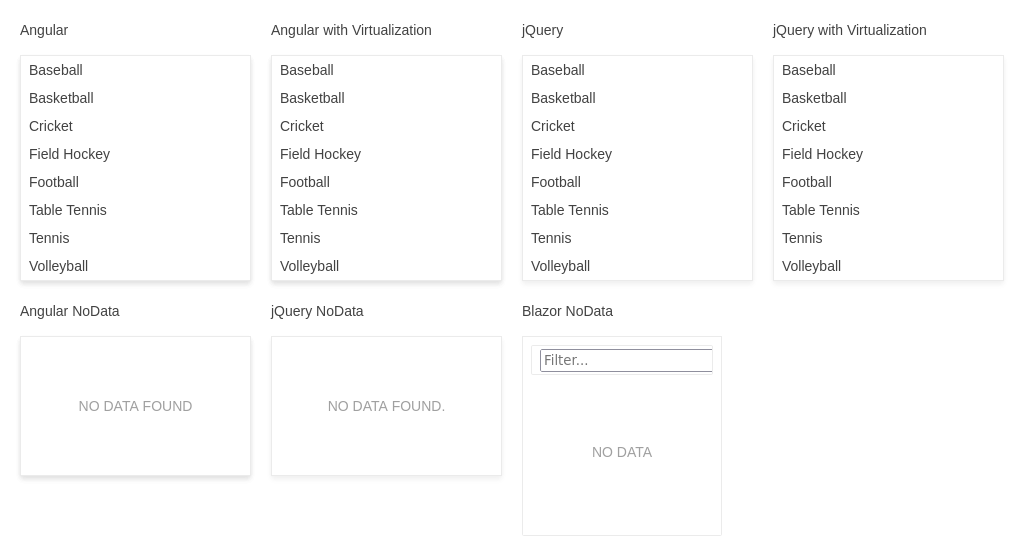 Angular
Baseball
Basketball
Cricket
Field Hockey
Football
Table Tennis
Tennis
Volleyball
Angular with Virtualization
Baseball
Basketball
Cricket
Field Hockey
Football
Table Tennis
Tennis
Volleyball
jQuery
Baseball
Basketball
Cricket
Field Hockey
Football
Table Tennis
Tennis
Volleyball
jQuery with Virtualization
Baseball
Basketball
Cricket
Field Hockey
Football
Table Tennis
Tennis
Volleyball
Angular NoData
NO DATA FOUND
jQuery NoData
NO DATA FOUND.
Blazor NoData
Filter...
NO DATA